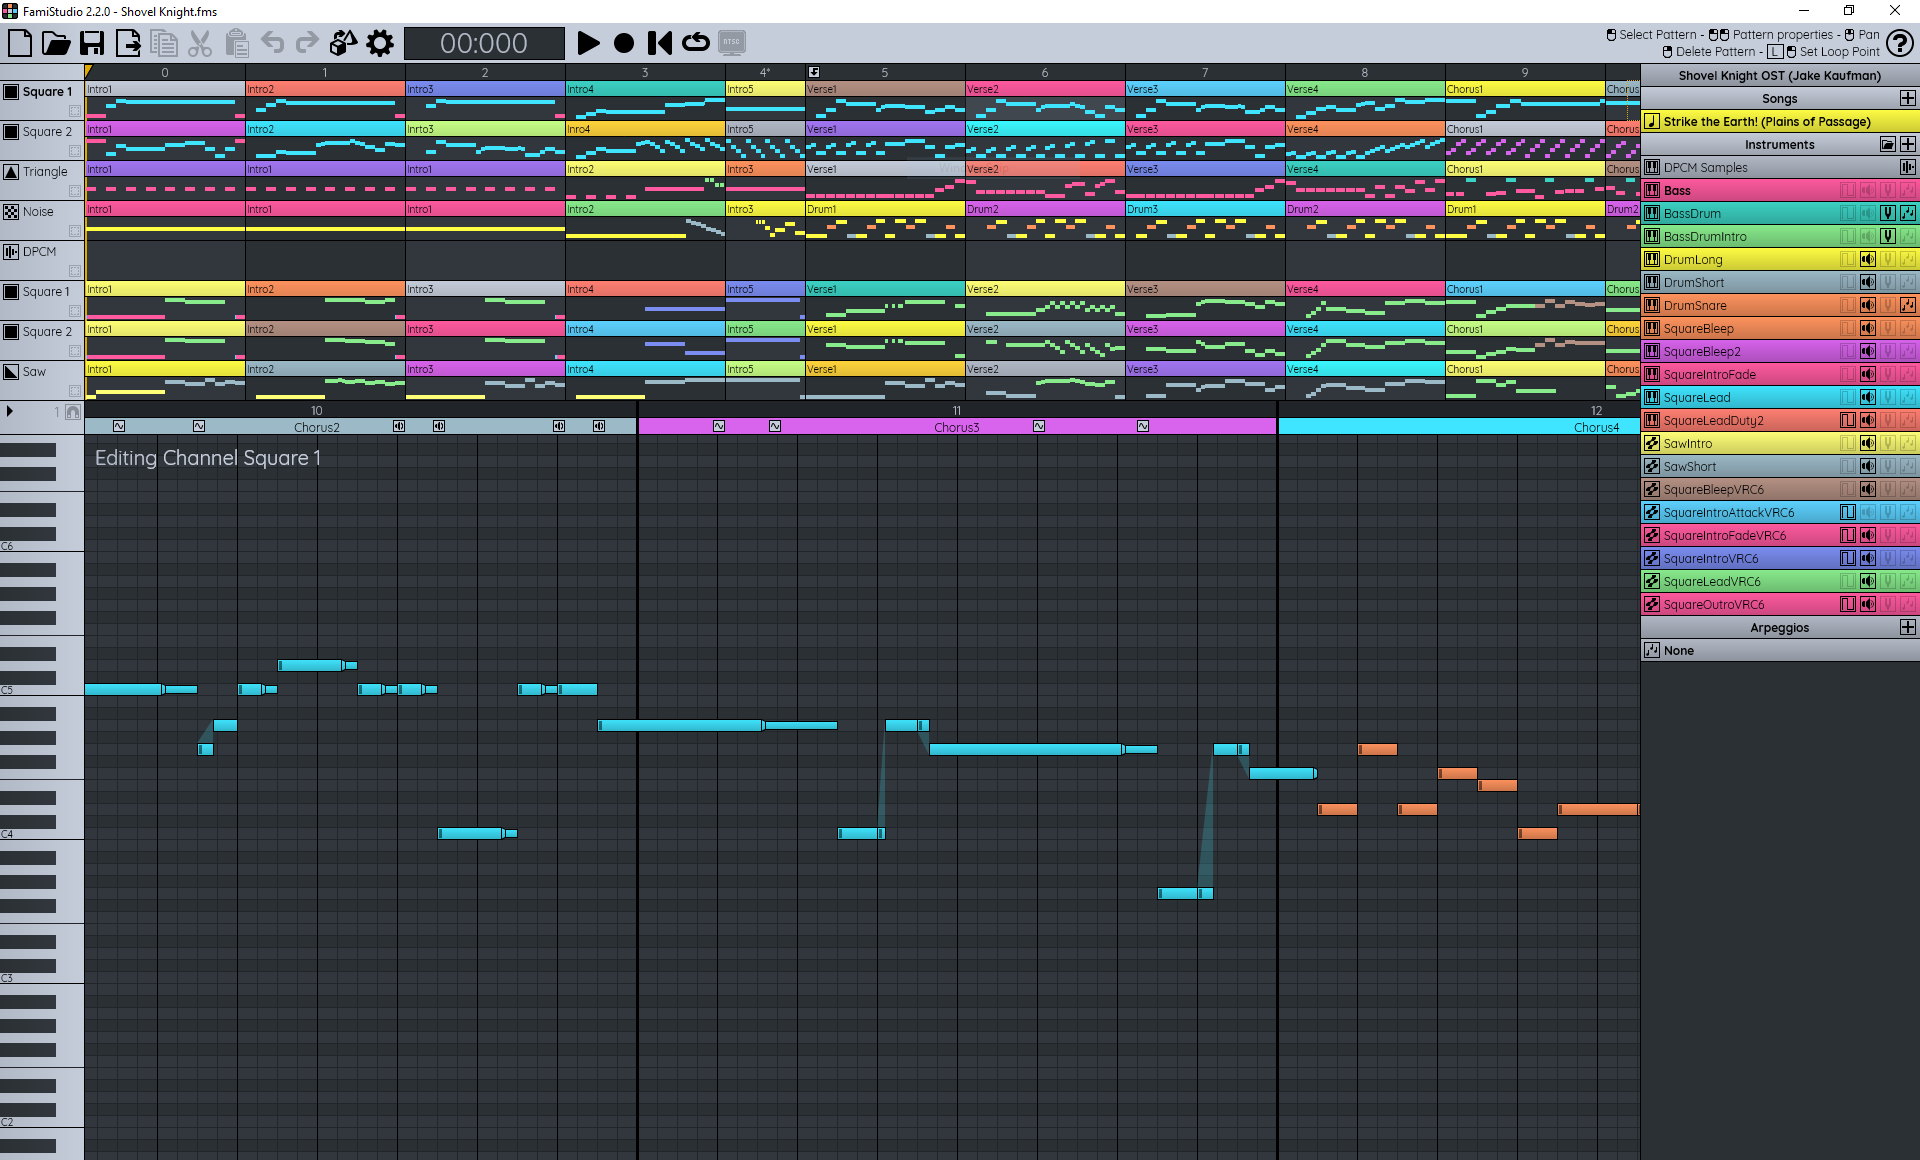 FamiStudio 2.2.0 - Shovel Knight.fms
00:000
Select Pattern - Pattern properties - Pan
Delete Pattern - L Set Loop Point
?
0 1 2 3 4* 5 6 7 8 9
Square 1
Intro1 Intro2 Intro3 Intro4 Intro5 Verse1 Verse2 Verse3 Verse4 Chorus1 Chorus
Square 2
Intro1 Intro2 Inrto3 Inro4 Intro5 Verse1 Verse2 Verse3 Verse4 Chorus1 Chorus
Triangle
Intro1 Intro1 Intro1 Intro2 Intro3 Verse1 Verse2 Verse3 Verse4 Chorus1 Chorus
Noise
Intro1 Intro1 Intro1 Intro2 Intro3 Drum1 Drum2 Drum3 Drum2 Drum1 Drum2
DPCM
Square 1
Intro1 Intro2 Intro3 Intro4 Intro5 Verse1 Verse2 Verse3 Verse4 Chorus1 Chorus
Square 2
Intro1 Intro2 Intro3 Intro4 Intro5 Verse1 Verse2 Verse3 Verse4 Chorus1 Chorus
Saw
Intro1 Intro2 Intro3 Intro4 Intro5 Verse1 Verse2 Verse3 Verse4 Chorus1 Chorus
1 10 11 12
Chorus2 Chorus3 Chorus4
Editing Channel Square 1
C6
C5
C4
C3
C2
Shovel Knight OST (Jake Kaufman)
Songs
Strike the Earth! (Plains of Passage)
Instruments
DPCM Samples
Bass
BassDrum
BassDrumIntro
DrumLong
DrumShort
DrumSnare
SquareBleep
SquareBleep2
SquareIntroFade
SquareLead
SquareLeadDuty2
SawIntro
SawShort
SquareBleepVRC6
SquareIntroAttackVRC6
SquareIntroFadeVRC6
SquareIntroVRC6
SquareLeadVRC6
SquareOutroVRC6
Arpeggios
None